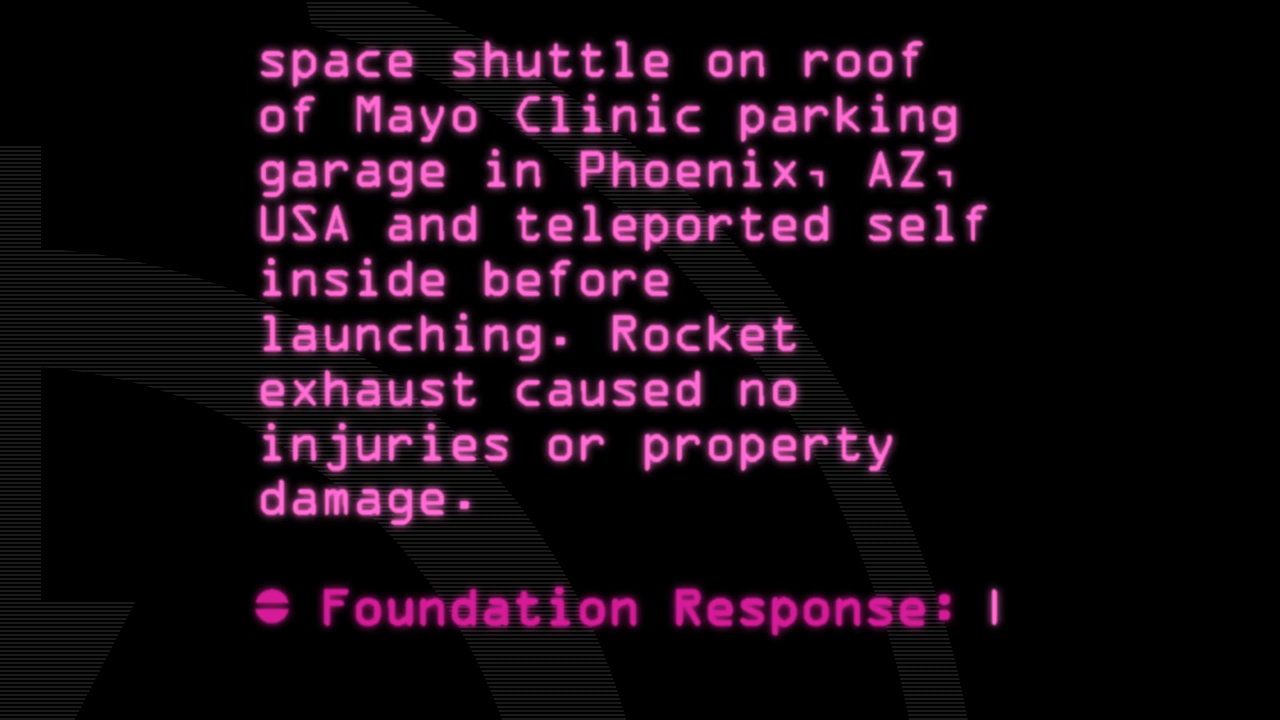 space shuttle on roof
of Mayo Clinic parking
garage in Phoenix, AZ,
USA and teleported self
inside before
launching. Rocket
exhaust caused no
injuries or property
damage.
Foundation Response: